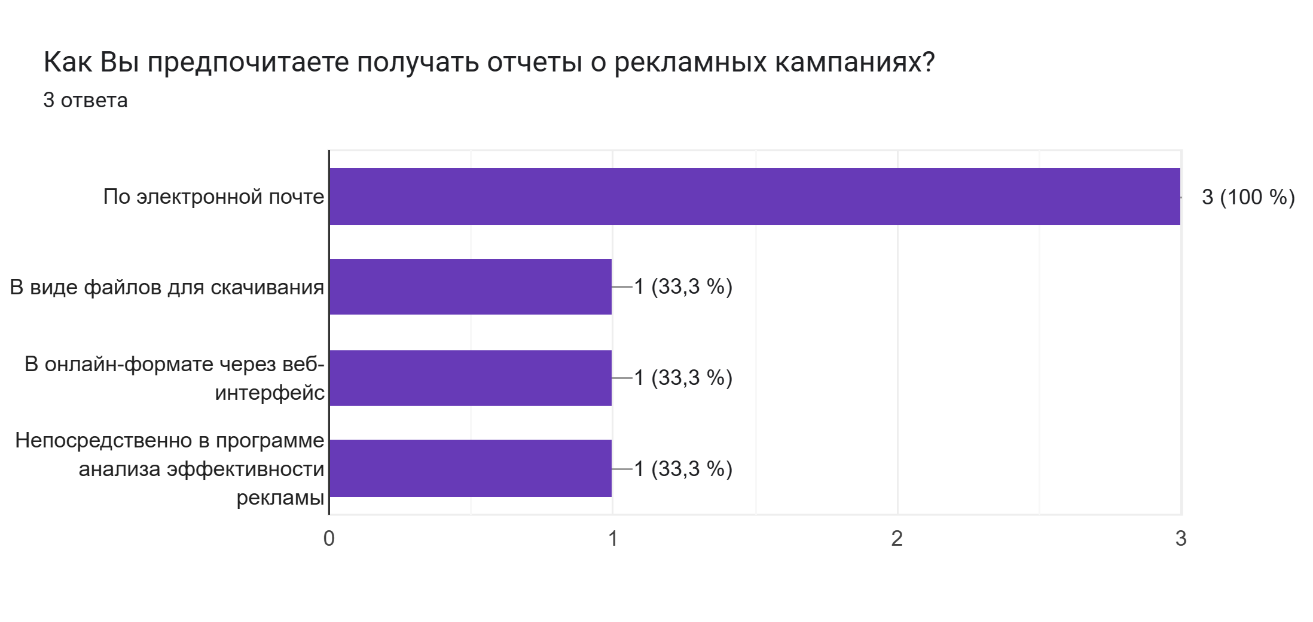 Как Вы предпочитаете получать отчеты о рекламных кампаниях?
3 ответа
По электронной почте
3 (100 %)
В виде файлов для скачивания
1 (33,3 %)
В онлайн-формате через веб-
интерфейс
1 (33,3 %)
Непосредственно в программе
анализа эффективности
рекламы
1 (33,3 %)
0
1
2
3